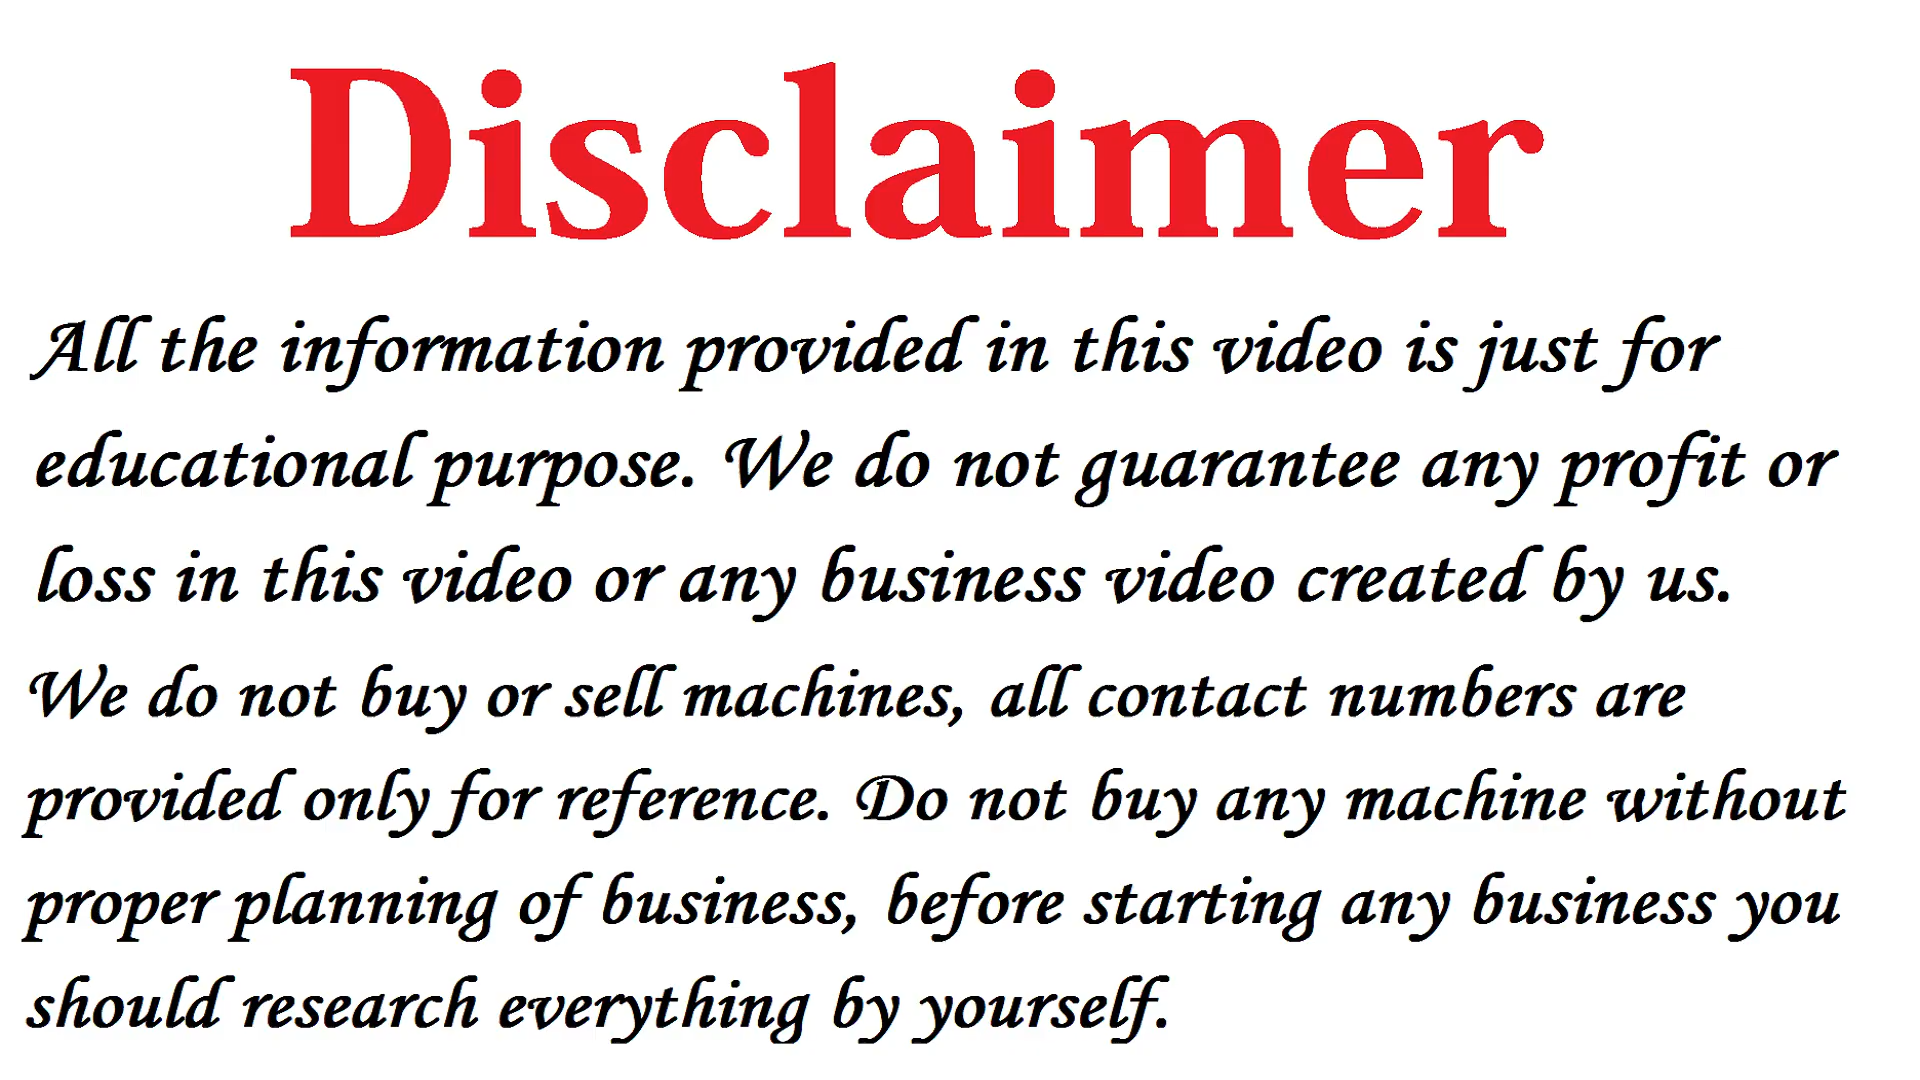 Disclaimer
All the information provided in this video is just for
educational purpose. We do not guarantee any profit or
loss in this video or any business video created by us.
We do not buy or sell machines, all contact numbers are
provided only for reference. Do not buy any machine without
proper planning of business, before starting any business you
should research everything by yourself.